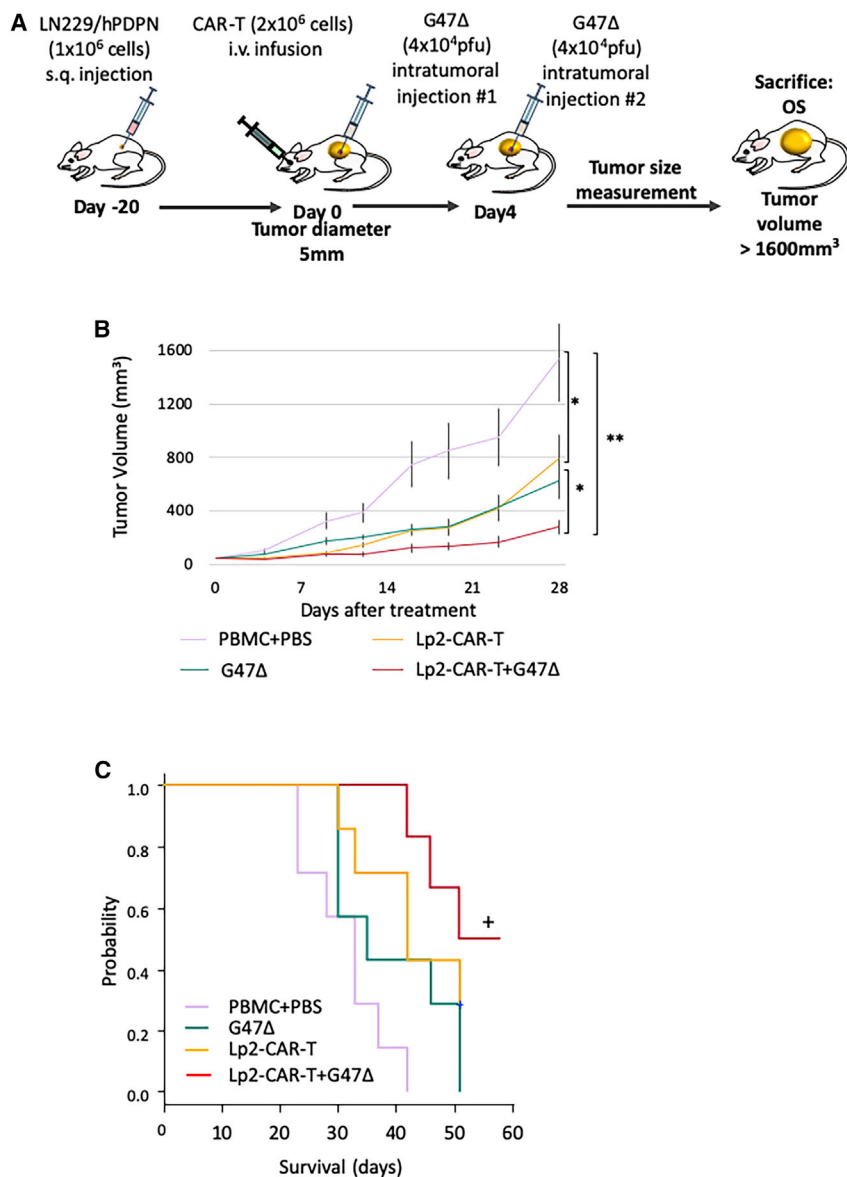 A
LN229/hPDPN
(1x10⁶ cells)
s.q. injection
CAR-T (2x10⁶ cells)
i.v. infusion
G47Δ
(4x10⁴pfu)
intratumoral
injection #1
G47Δ
(4x10⁴pfu)
intratumoral
injection #2
Sacrifice:
OS
Day -20
Day 0
Tumor diameter
5mm
Day4
Tumor size
measurement
Tumor
volume
> 1600mm³
B
Tumor Volume (mm³)
1600
1200
800
400
0
*
*
**
0 7 14 21 28
Days after treatment
PBMC+PBS
Lp2-CAR-T
G47Δ
Lp2-CAR-T+G47Δ
C
Probability
1.0
0.8
0.6
0.4
0.2
0.0
+
PBMC+PBS
G47Δ
Lp2-CAR-T
Lp2-CAR-T+G47Δ
0 10 20 30 40 50 60
Survival (days)